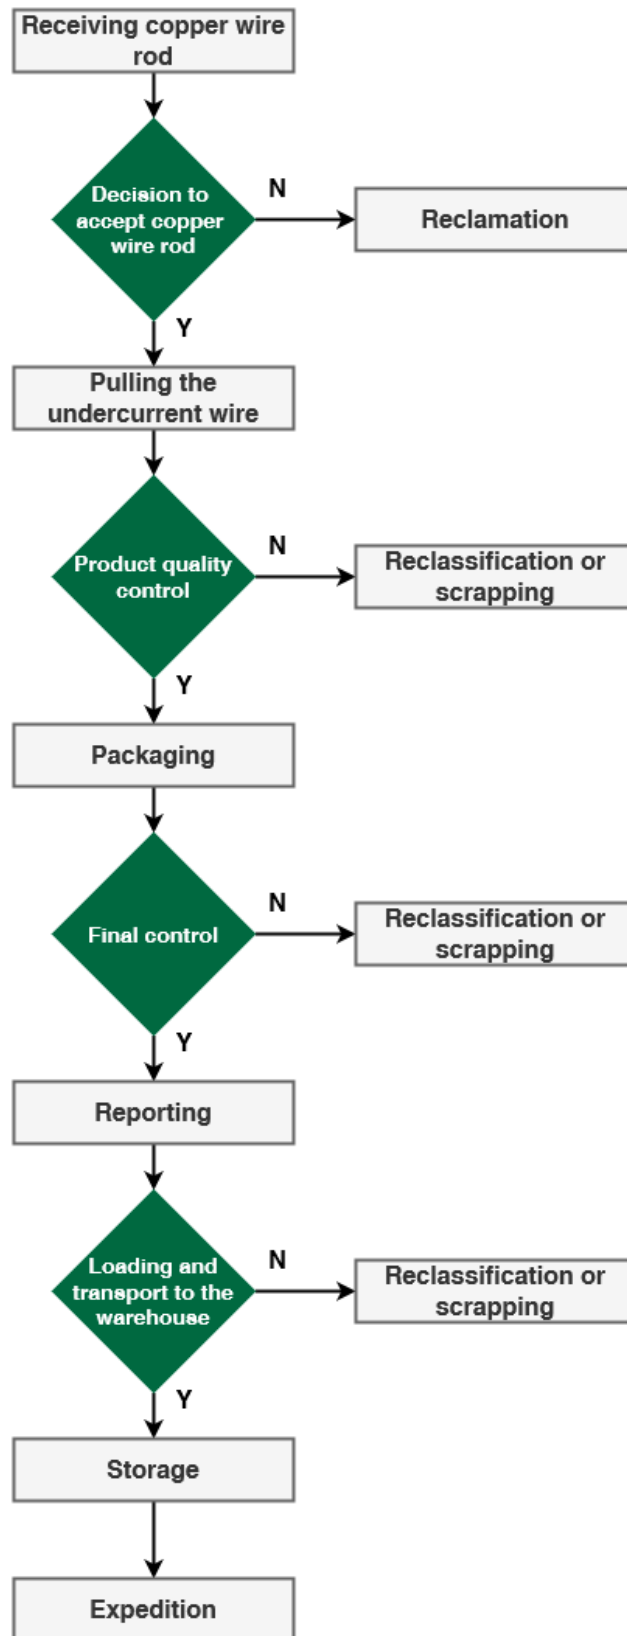 Receiving copper wire
rod
Decision to
accept copper
wire rod
N
Reclamation
Y
Pulling the
undercurrent wire
Product quality
control
N
Reclassification or
scrapping
Y
Packaging
Final control
N
Reclassification or
scrapping
Y
Reporting
Loading and
transport to the
warehouse
N
Reclassification or
scrapping
Y
Storage
Expedition